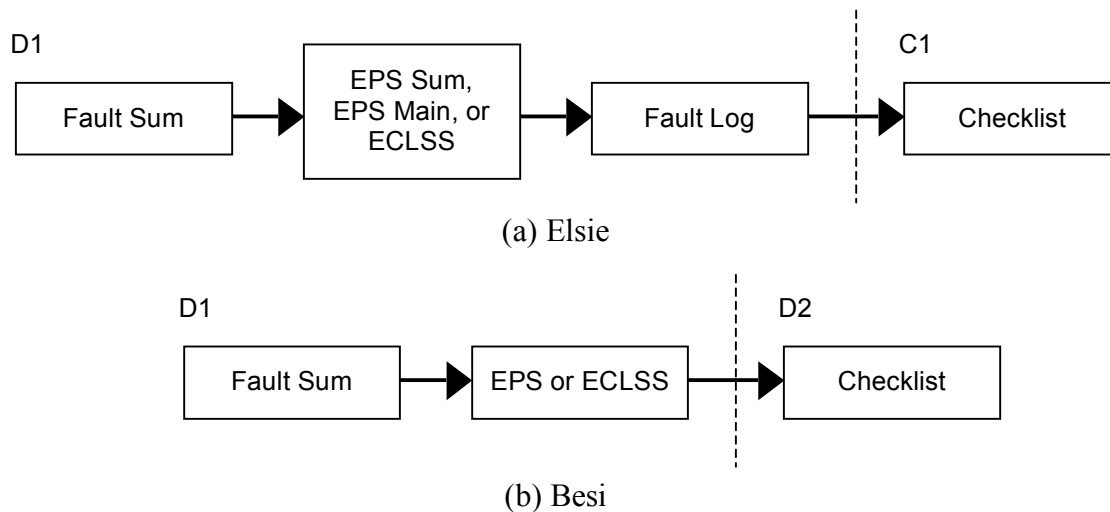 D1
C1
Fault Sum
EPS Sum,
EPS Main, or
ECLSS
Fault Log
Checklist
(a) Elsie
D1
D2
Fault Sum
EPS or ECLSS
Checklist
(b) Besi